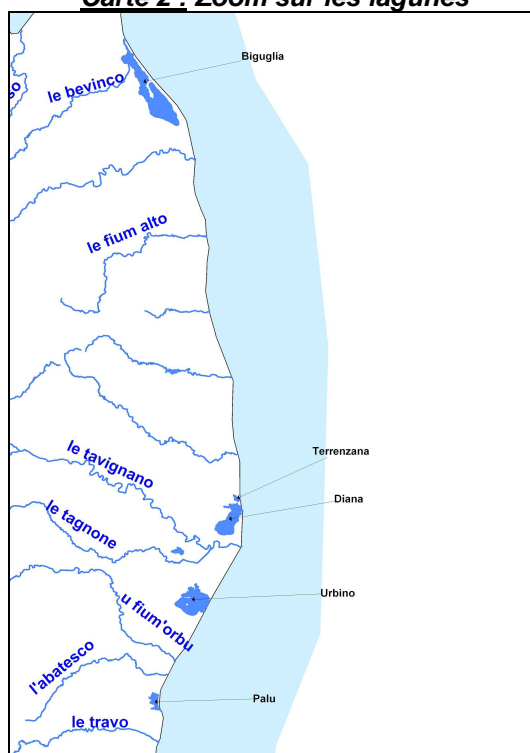 Carte 2 : Zoom sur les lagunes
Biguglia
go
le bevinco
le fium alto
Terrenzana
le tavignano
Diana
le tagnone
Urbino
u fium'orbu
l'abatesco
Palu
le travo